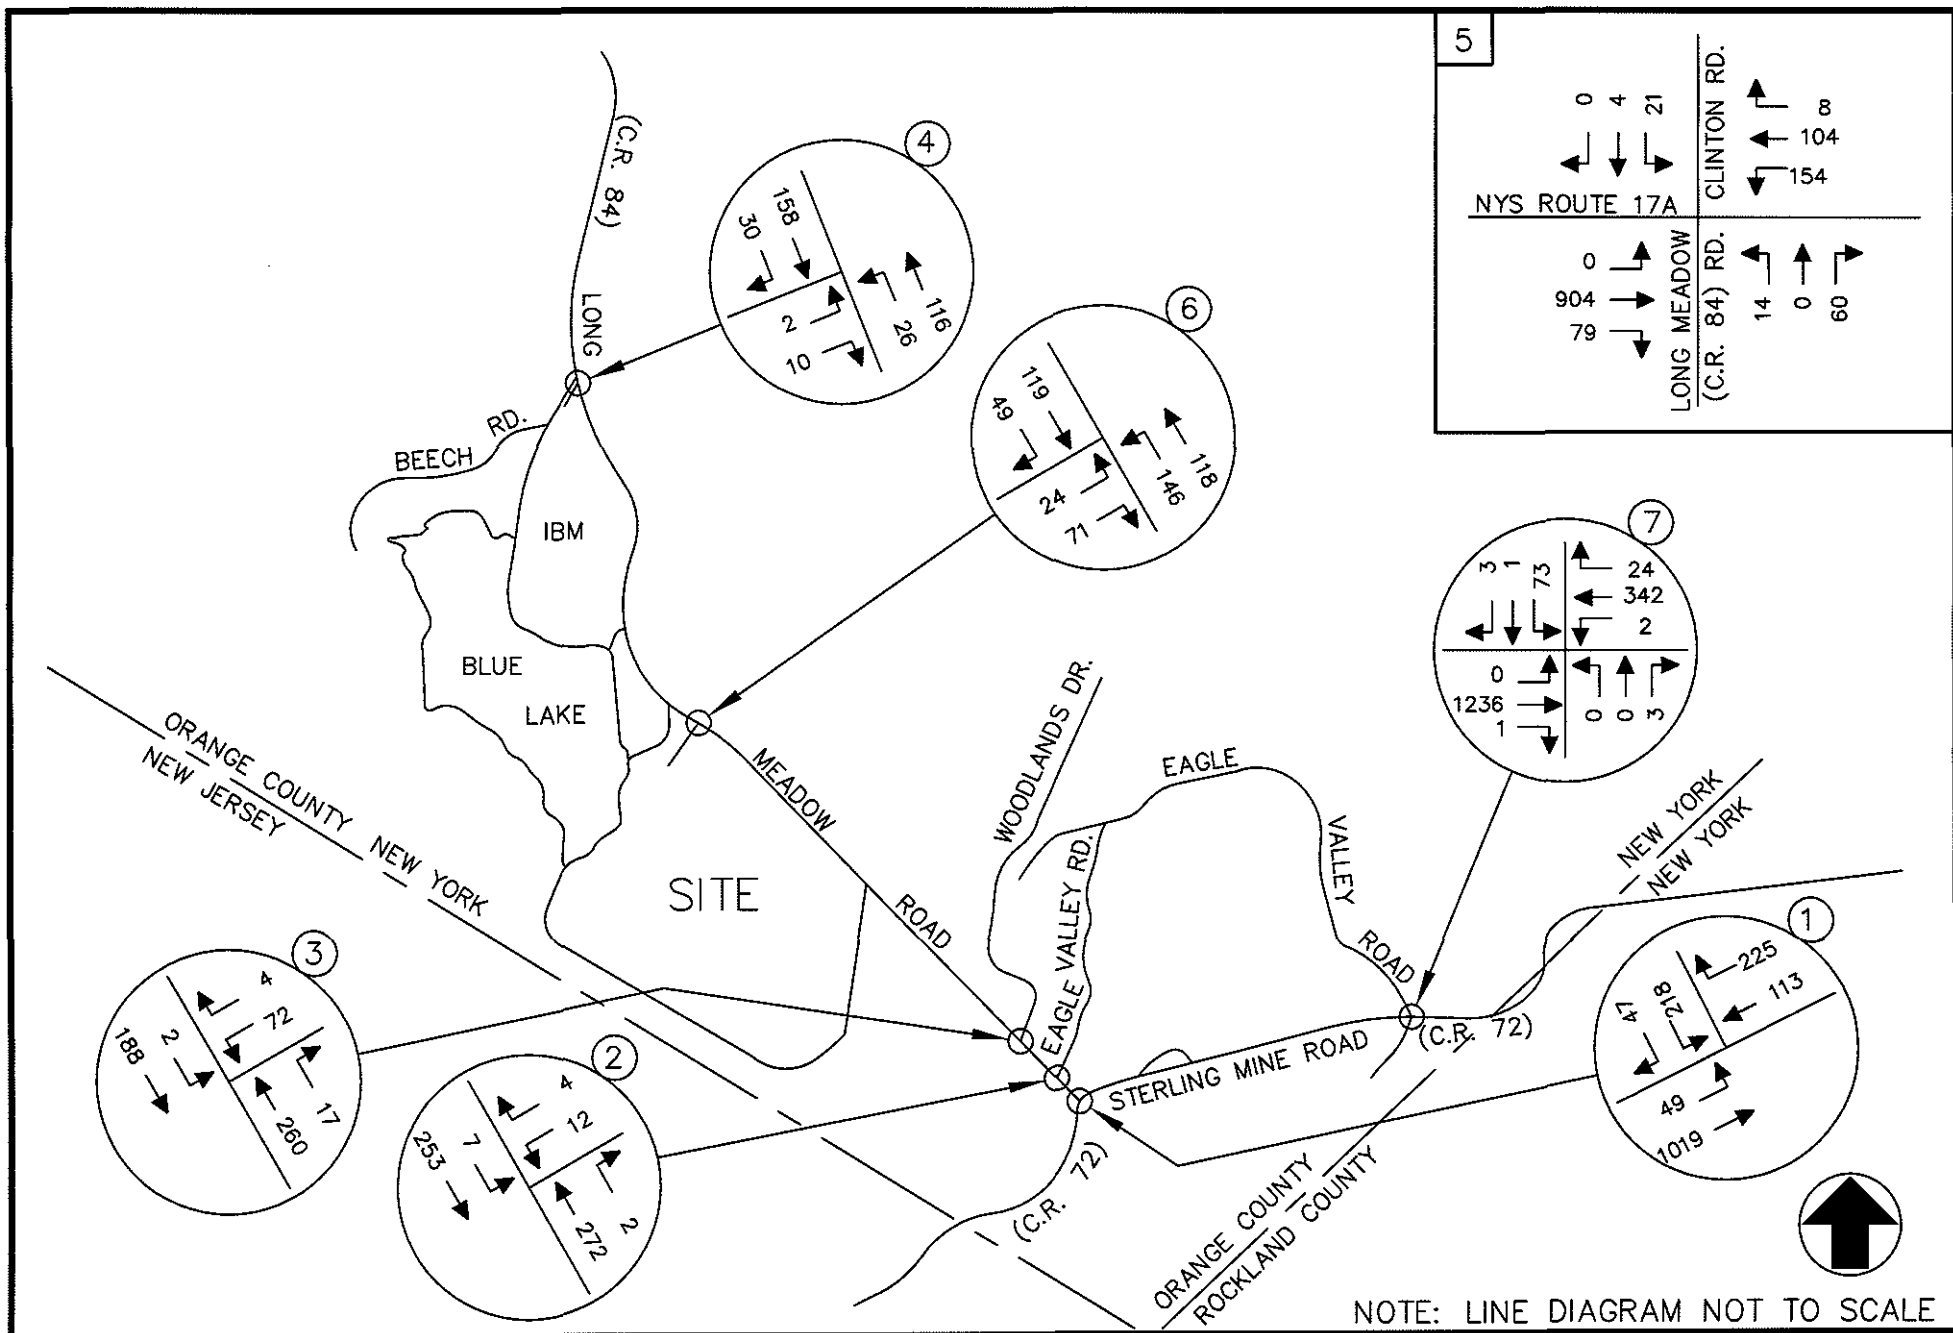 5
0 4 21
CLINTON RD.
8
104
154
NYS ROUTE 17A
0
904
79
LONG MEADOW
(C.R. 84) RD.
14 0 60
(C.R. 84)
LONG
4
158
30
2
10
116
26
6
119
49
24
71
118
146
BEECH RD.
IBM
BLUE
LAKE
7
3 1 73
24
342
2
0
1236
1
0 0 3
ORANGE COUNTY NEW YORK
NEW JERSEY
MEADOW
ROAD
WOODLANDS DR.
EAGLE
VALLEY
ROAD
EAGLE VALLEY RD.
NEW YORK
NEW YORK
SITE
3
4
72
2
188
17
260
2
4
12
7
253
2
272
STERLING MINE ROAD
(C.R. 72)
(C.R. 72)
1
225
113
218
47
49
1019
ORANGE COUNTY
ROCKLAND COUNTY
NOTE: LINE DIAGRAM NOT TO SCALE